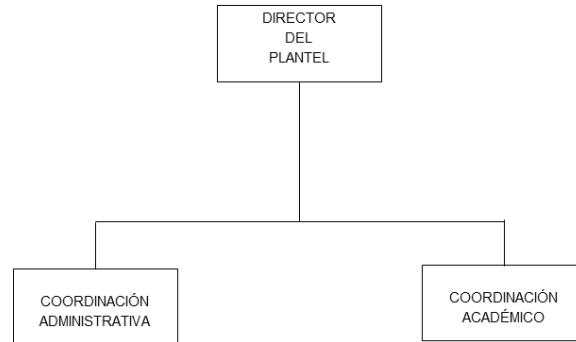 DIRECTOR
DEL
PLANTEL
COORDINACIÓN
ADMINISTRATIVA
COORDINACIÓN
ACADÉMICO